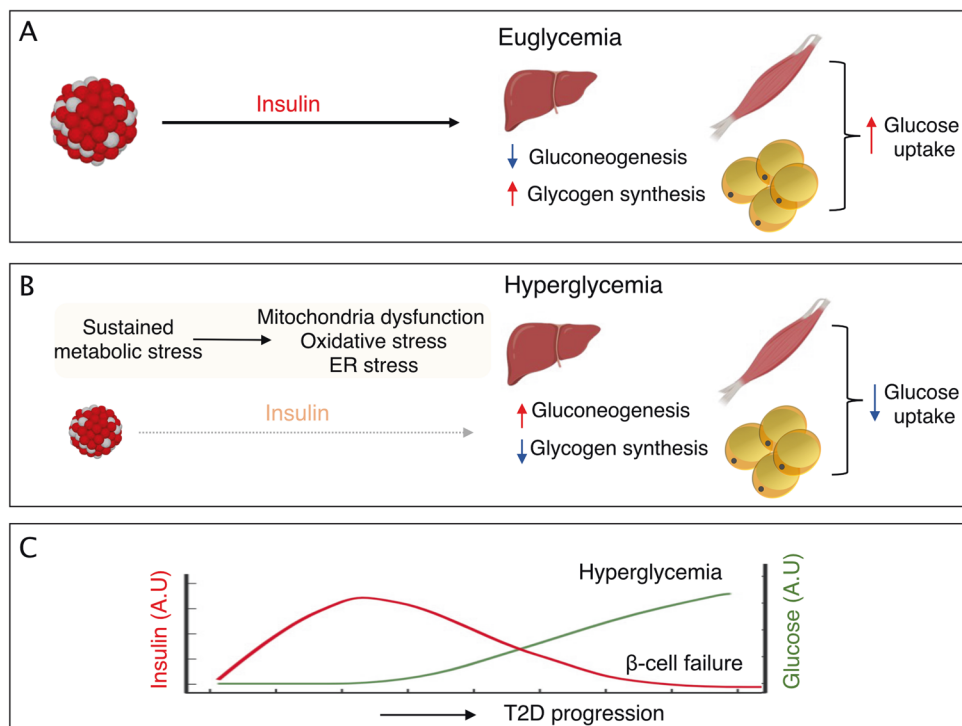 A
Euglycemia
Insulin
Gluconeogenesis
Glycogen synthesis
Glucose
uptake
B
Hyperglycemia
Sustained
metabolic stress
Mitochondria dysfunction
Oxidative stress
ER stress
Insulin
Gluconeogenesis
Glycogen synthesis
Glucose
uptake
C
Insulin (A.U)
Hyperglycemia
β-cell failure
Glucose (A.U)
T2D progression